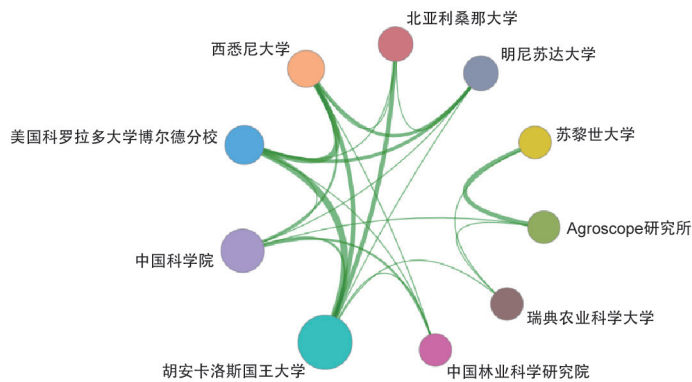 北亚利桑那大学
西悉尼大学
明尼苏达大学
美国科罗拉多大学博尔德分校
苏黎世大学
Agroscope研究所
中国科学院
瑞典农业科学大学
胡安卡洛斯国王大学
中国林业科学研究院